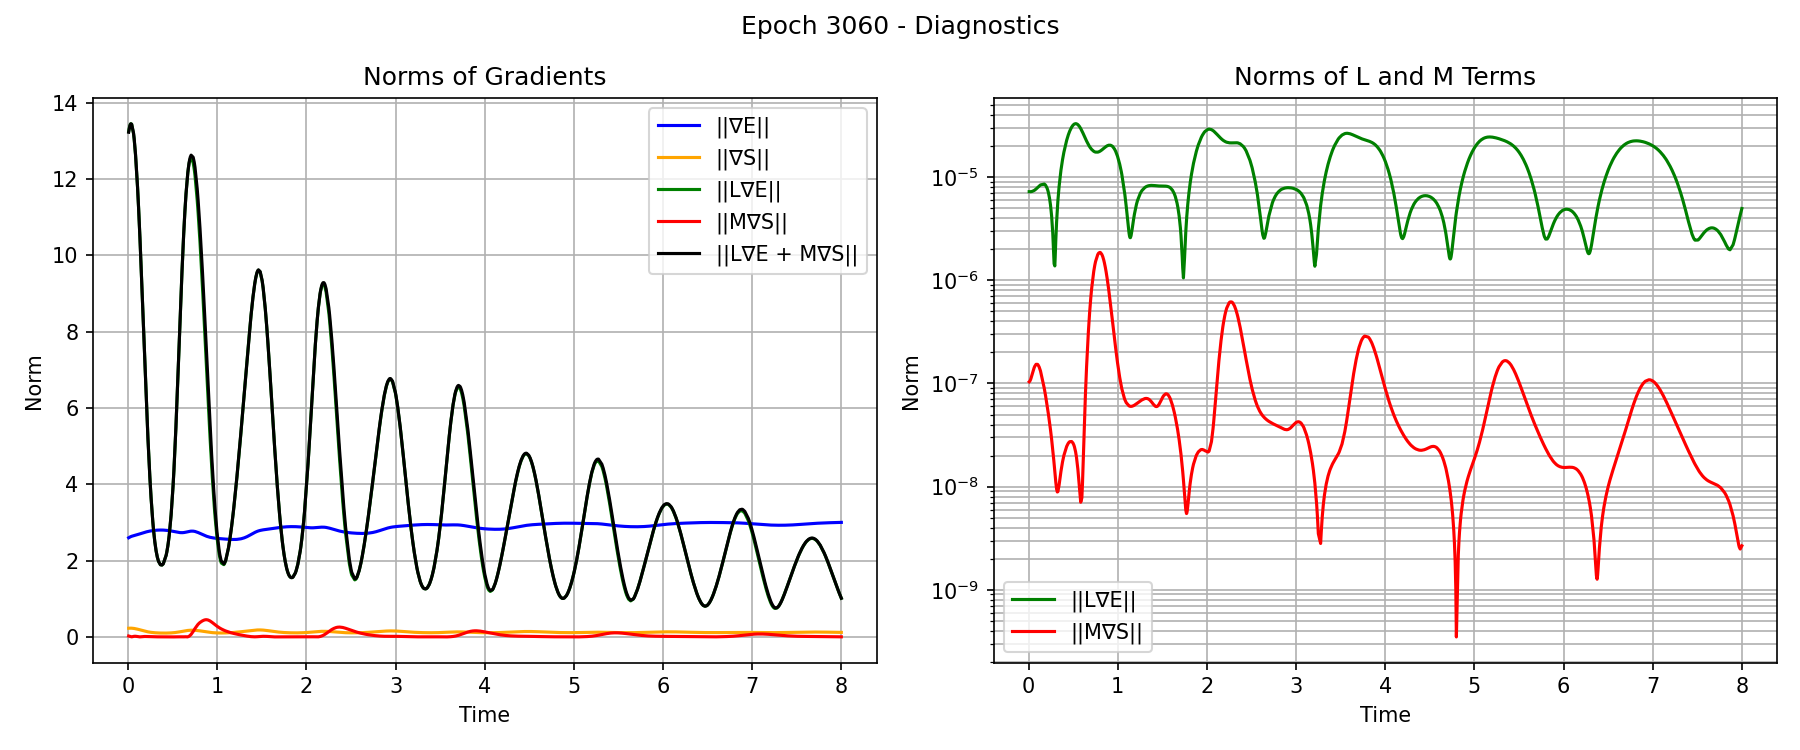 Epoch 3060 - Diagnostics
Norms of Gradients
Norm
14
12
10
8
6
4
2
0
||∇E||
||∇S||
||L∇E||
||M∇S||
||L∇E + M∇S||
0 1 2 3 4 5 6 7 8
Time
Norms of L and M Terms
Norm
10⁻⁵
10⁻⁶
10⁻⁷
10⁻⁸
10⁻⁹
||L∇E||
||M∇S||
0 1 2 3 4 5 6 7 8
Time